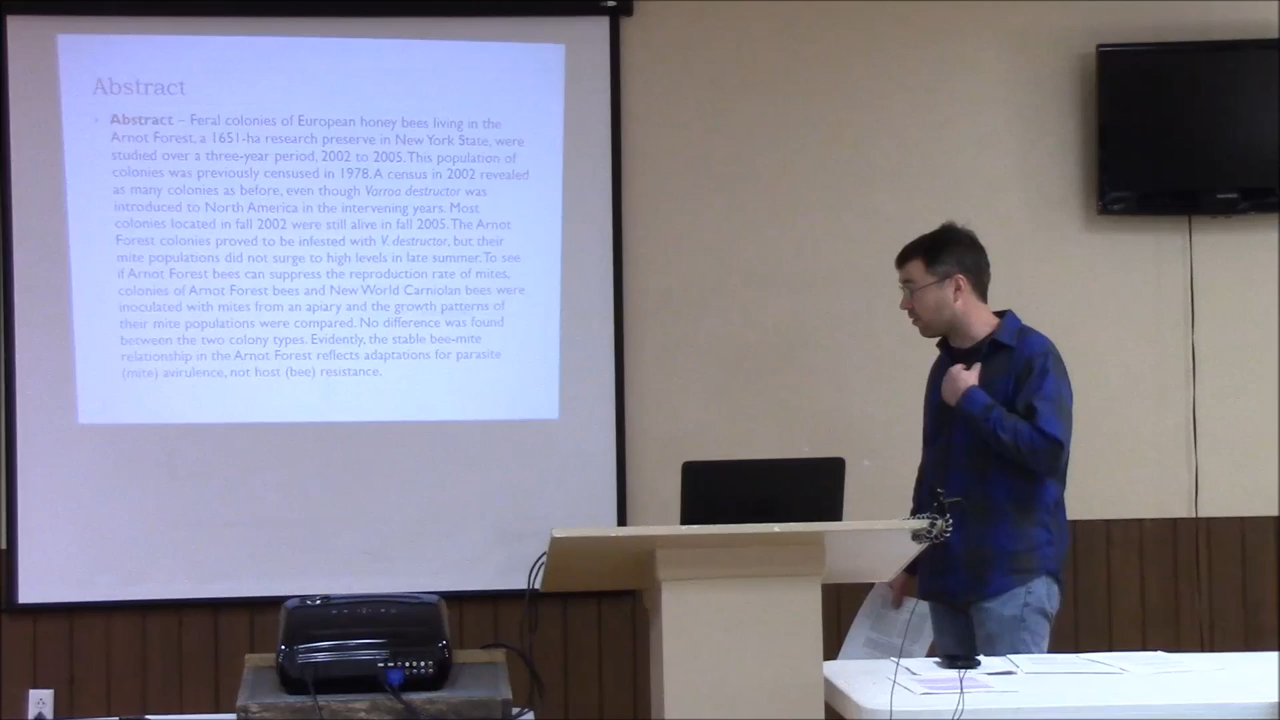 Abstract
Abstract – Feral colonies of European honey bees living in the
Arnot Forest, a 1651-ha research preserve in New York State, were
studied over a three-year period, 2002 to 2005. This population of
colonies was previously censused in 1978. A census in 2002 revealed
as many colonies as before, even though Varroa destructor was
introduced to North America in the intervening years. Most
colonies located in fall 2002 were still alive in fall 2005. The Arnot
Forest colonies proved to be infested with V. destructor, but their
mite populations did not surge to high levels in late summer. To see
if Arnot Forest bees can suppress the reproduction rate of mites,
colonies of Arnot Forest bees and New World Carniolan bees were
inoculated with mites from an apiary and the growth patterns of
their mite populations were compared. No difference was found
between the two colony types. Evidently, the stable bee-mite
relationship in the Arnot Forest reflects adaptations for parasite
(mite) avirulence, not host (bee) resistance.